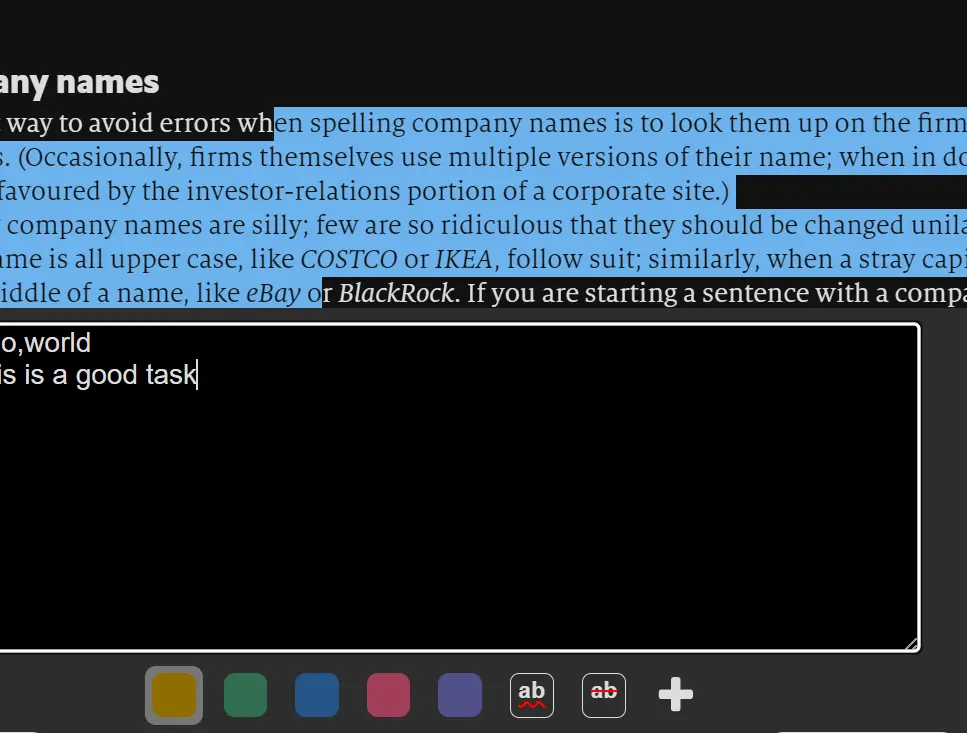 any names
way to avoid errors when spelling company names is to look them up on the firm
s. (Occasionally, firms themselves use multiple versions of their name; when in do
favoured by the investor-relations portion of a corporate site.)
company names are silly; few are so ridiculous that they should be changed unila
ame is all upper case, like COSTCO or IKEA, follow suit; similarly, when a stray capi
iddle of a name, like eBay or BlackRock. If you are starting a sentence with a compa
o,world
is is a good task
ab ab